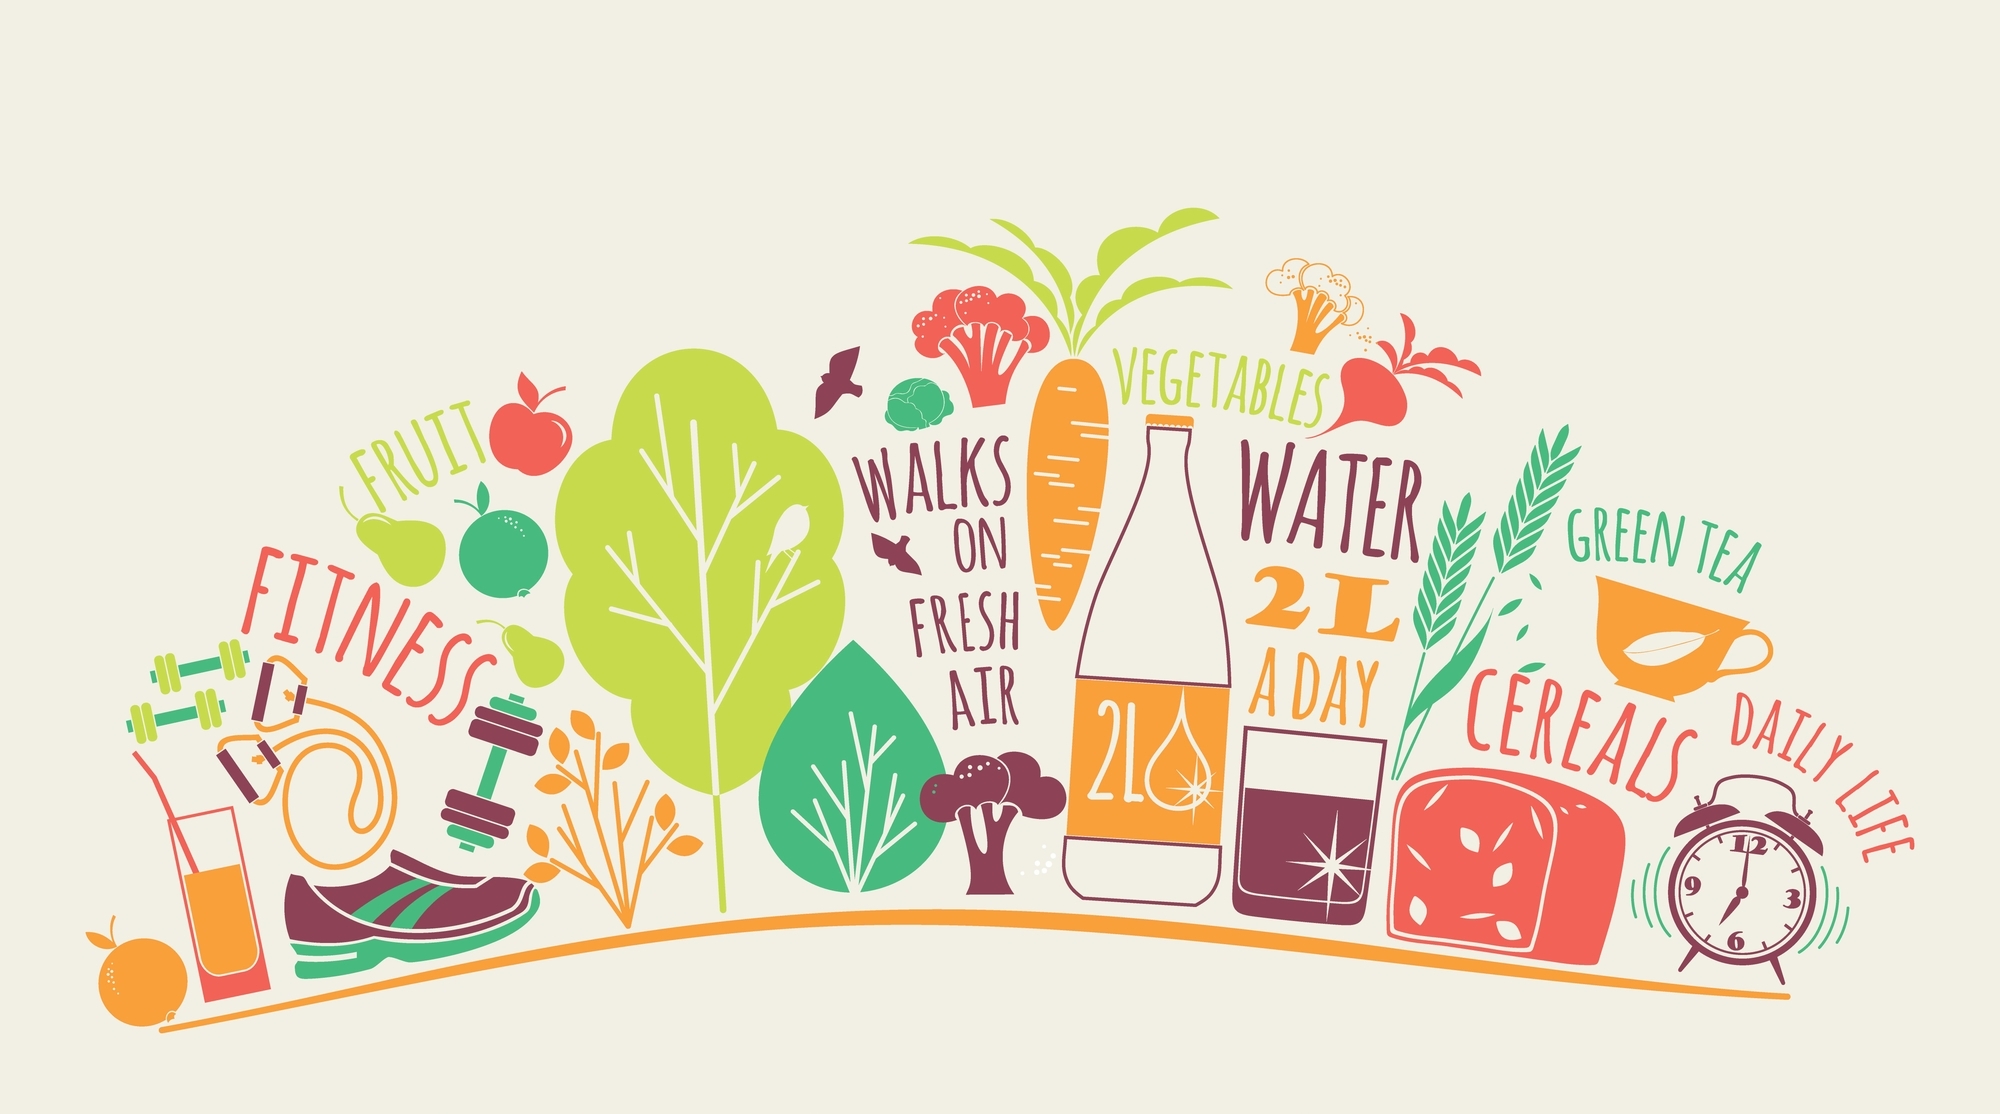 FRUIT
FITNESS
WALKS
ON
FRESH
AIR
VEGETABLES
2L
WATER
2L
A DAY
CEREALS
GREEN TEA
DAILY LIFE
12
9
3
6